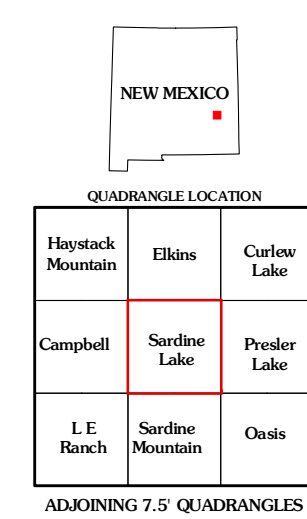 NEW MEXICO
QUADRANGLE LOCATION
Haystack
Mountain
Elkins
Curlew
Lake
Campbell
Sardine
Lake
Presler
Lake
L E
Ranch
Sardine
Mountain
Oasis
ADJOINING 7.5' QUADRANGLES